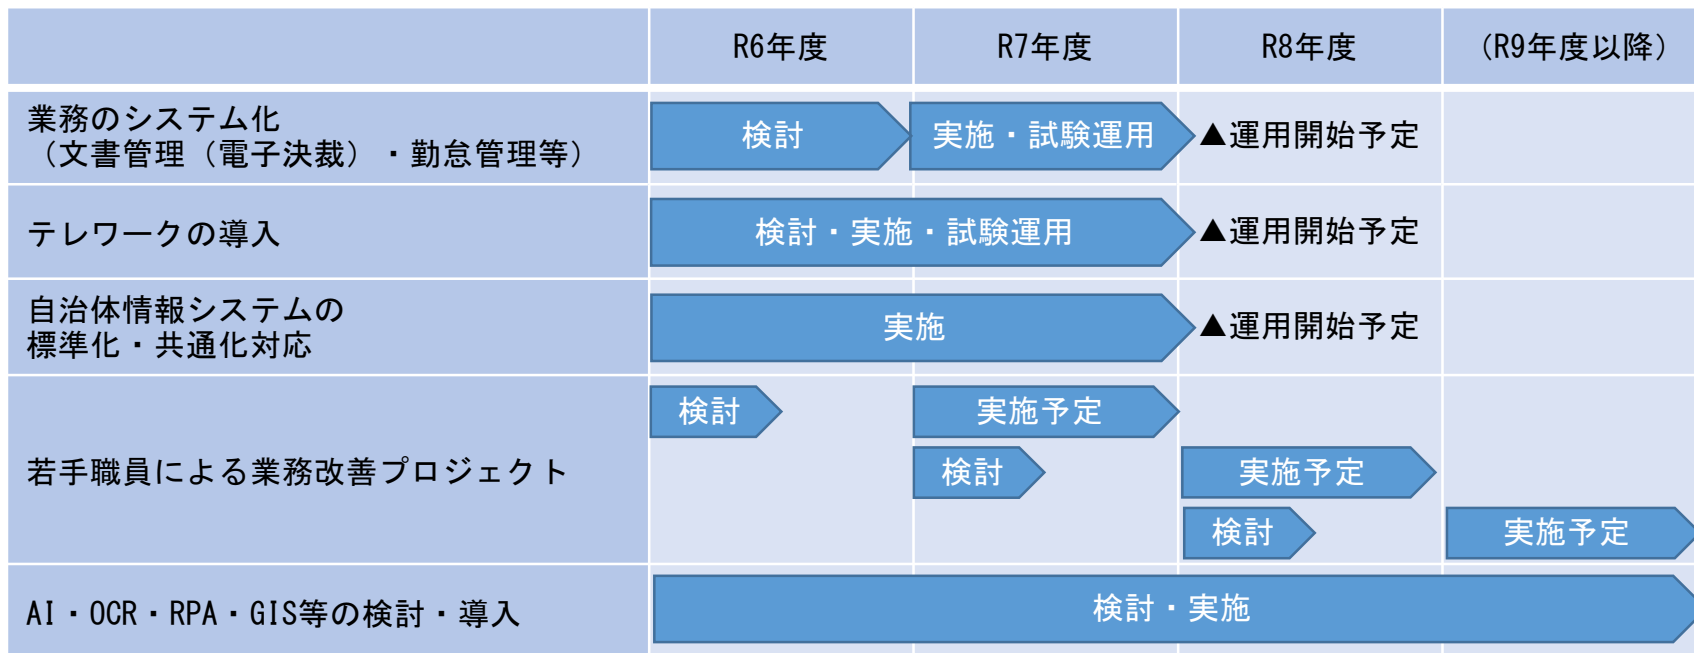 R6年度 R7年度 R8年度 (R9年度以降)
業務のシステム化
(文書管理(電子決裁)・勤怠管理等)
検討 実施・試験運用 ▲運用開始予定
テレワークの導入 検討・実施・試験運用 ▲運用開始予定
自治体情報システムの
標準化・共通化対応
実施 ▲運用開始予定
若手職員による業務改善プロジェクト
検討 実施予定
検討 実施予定
検討 実施予定
AI・OCR・RPA・GIS等の検討・導入 検討・実施